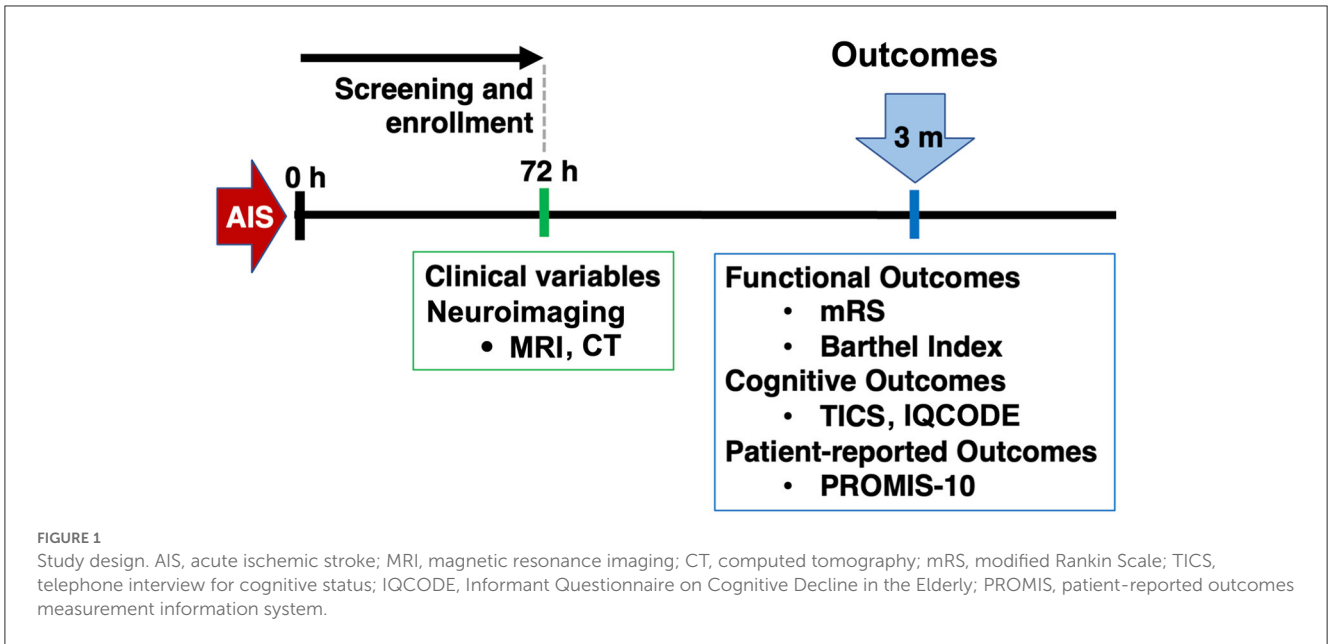 Outcomes
Screening and
enrollment
3 m
0 h
72 h
AIS
Clinical variables
Neuroimaging
• MRI, CT
Functional Outcomes
• mRS
• Barthel Index
Cognitive Outcomes
• TICS, IQCODE
Patient-reported Outcomes
• PROMIS-10
FIGURE 1
Study design. AIS, acute ischemic stroke; MRI, magnetic resonance imaging; CT, computed tomography; mRS, modified Rankin Scale; TICS,
telephone interview for cognitive status; IQCODE, Informant Questionnaire on Cognitive Decline in the Elderly; PROMIS, patient-reported outcomes
measurement information system.